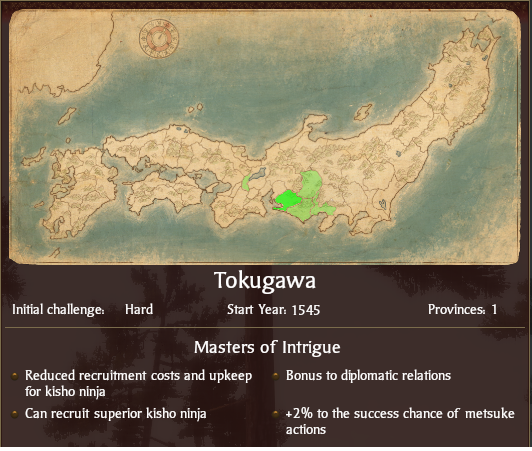 Tokugawa
Initial challenge: Hard Start Year: 1545 Provinces: 1
Masters of Intrigue
Reduced recruitment costs and upkeep
for kisho ninja
Bonus to diplomatic relations
Can recruit superior kisho ninja
+2% to the success chance of metsuke
actions